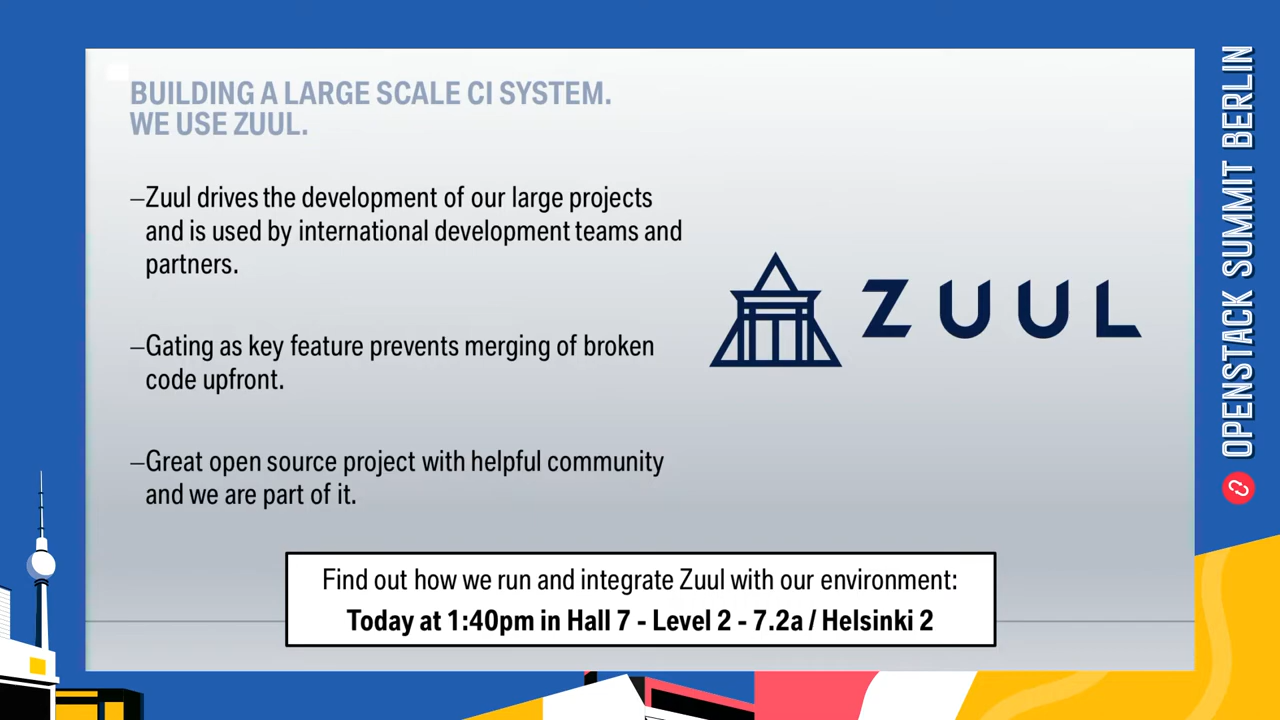 BUILDING A LARGE SCALE CI SYSTEM.
WE USE ZUUL.
–Zuul drives the development of our large projects
and is used by international development teams and
partners.
–Gating as key feature prevents merging of broken
code upfront.
–Great open source project with helpful community
and we are part of it.
ZUUL
Find out how we run and integrate Zuul with our environment:
Today at 1:40pm in Hall 7 - Level 2 - 7.2a / Helsinki 2
OPENSTACK SUMMIT BERLIN